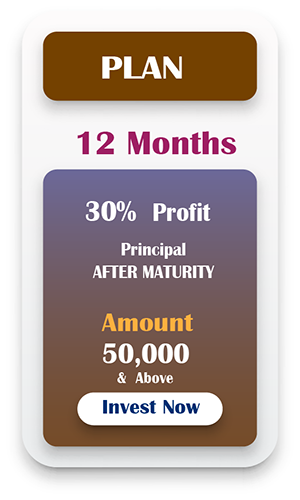 PLAN
12 Months
30% Profit
Principal
AFTER MATURITY
Amount
50,000
& Above
Invest Now